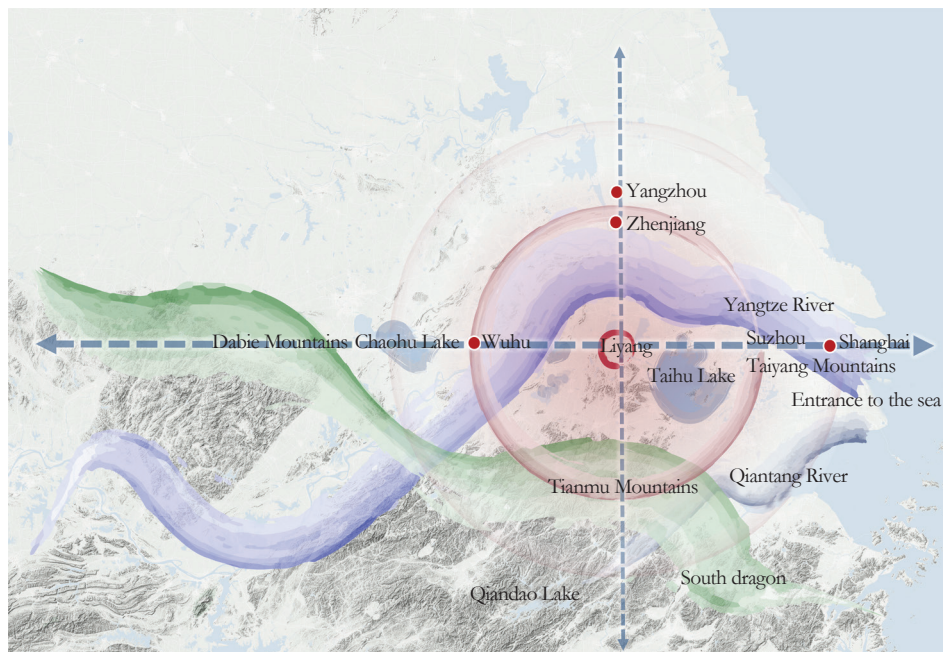 Yangzhou
Zhenjiang
Yangtze River
Dabie Mountains Chaohu Lake
Wuhu
Liyang
Suzhou
Shanghai
Taiyang Mountains
Taihu Lake
Entrance to the sea
Qiantang River
Tianmu Mountains
South dragon
Qiandao Lake